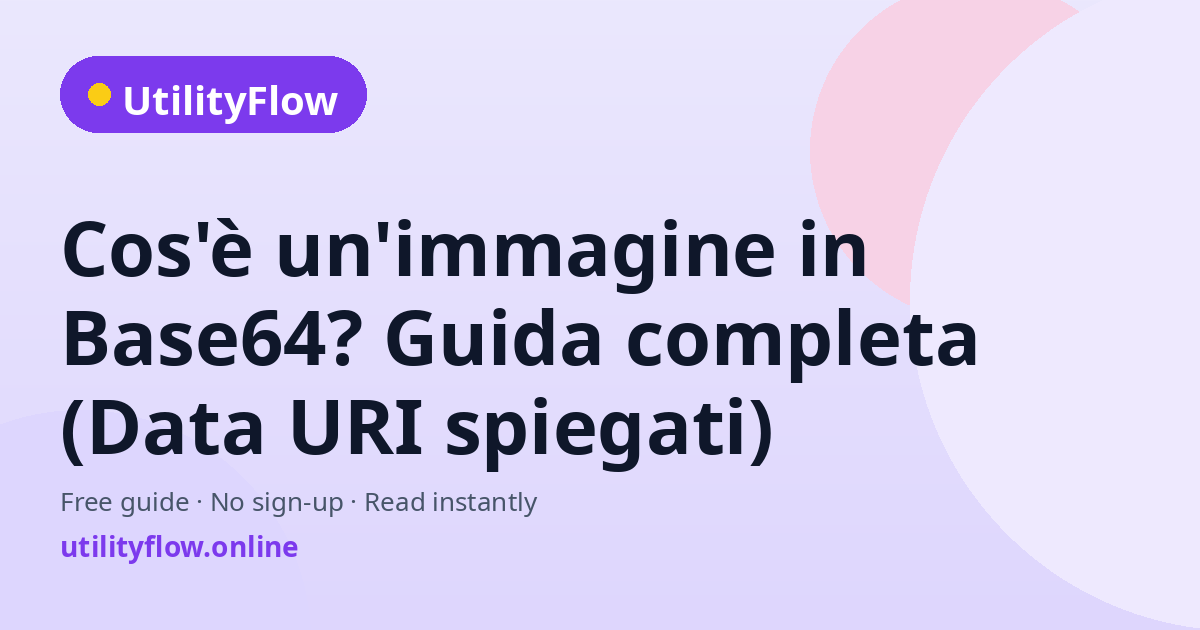 UtilityFlow
Cos'è un'immagine in
Base64? Guida completa
(Data URI spiegati)
Free guide · No sign-up · Read instantly
utilityflow.online